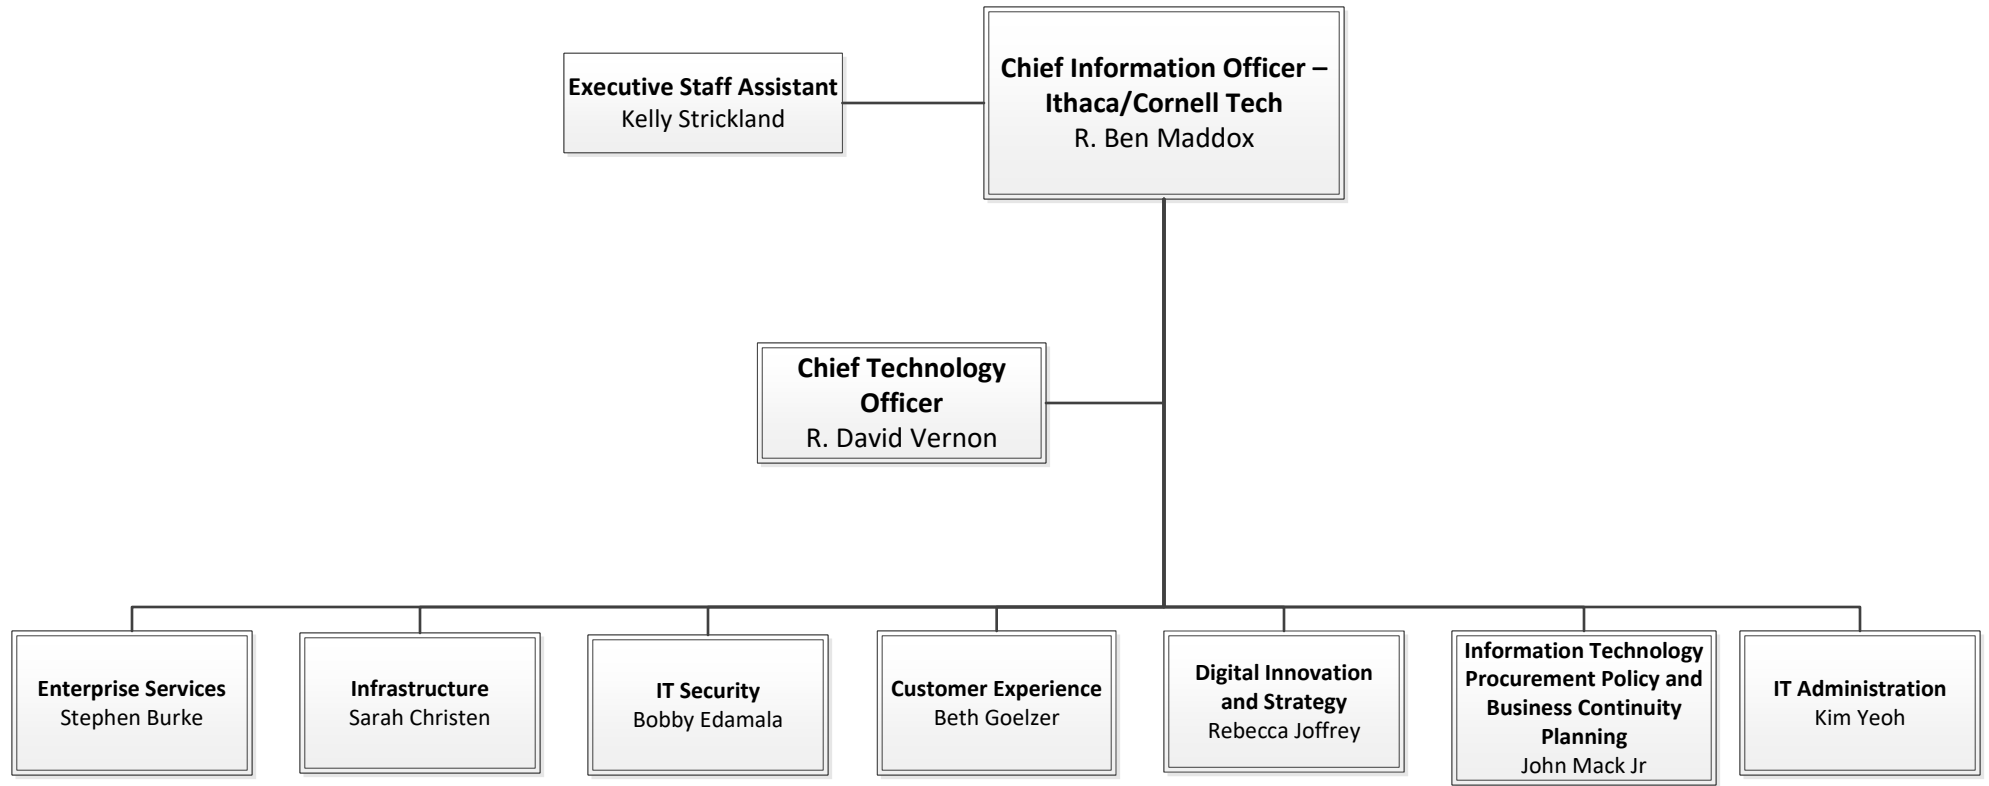 Executive Staff Assistant
Kelly Strickland
Chief Information Officer –
Ithaca/Cornell Tech
R. Ben Maddox
Chief Technology
Officer
R. David Vernon
Enterprise Services
Stephen Burke
Infrastructure
Sarah Christen
IT Security
Bobby Edamala
Customer Experience
Beth Goelzer
Digital Innovation
and Strategy
Rebecca Joffrey
Information Technology
Procurement Policy and
Business Continuity
Planning
John Mack Jr
IT Administration
Kim Yeoh